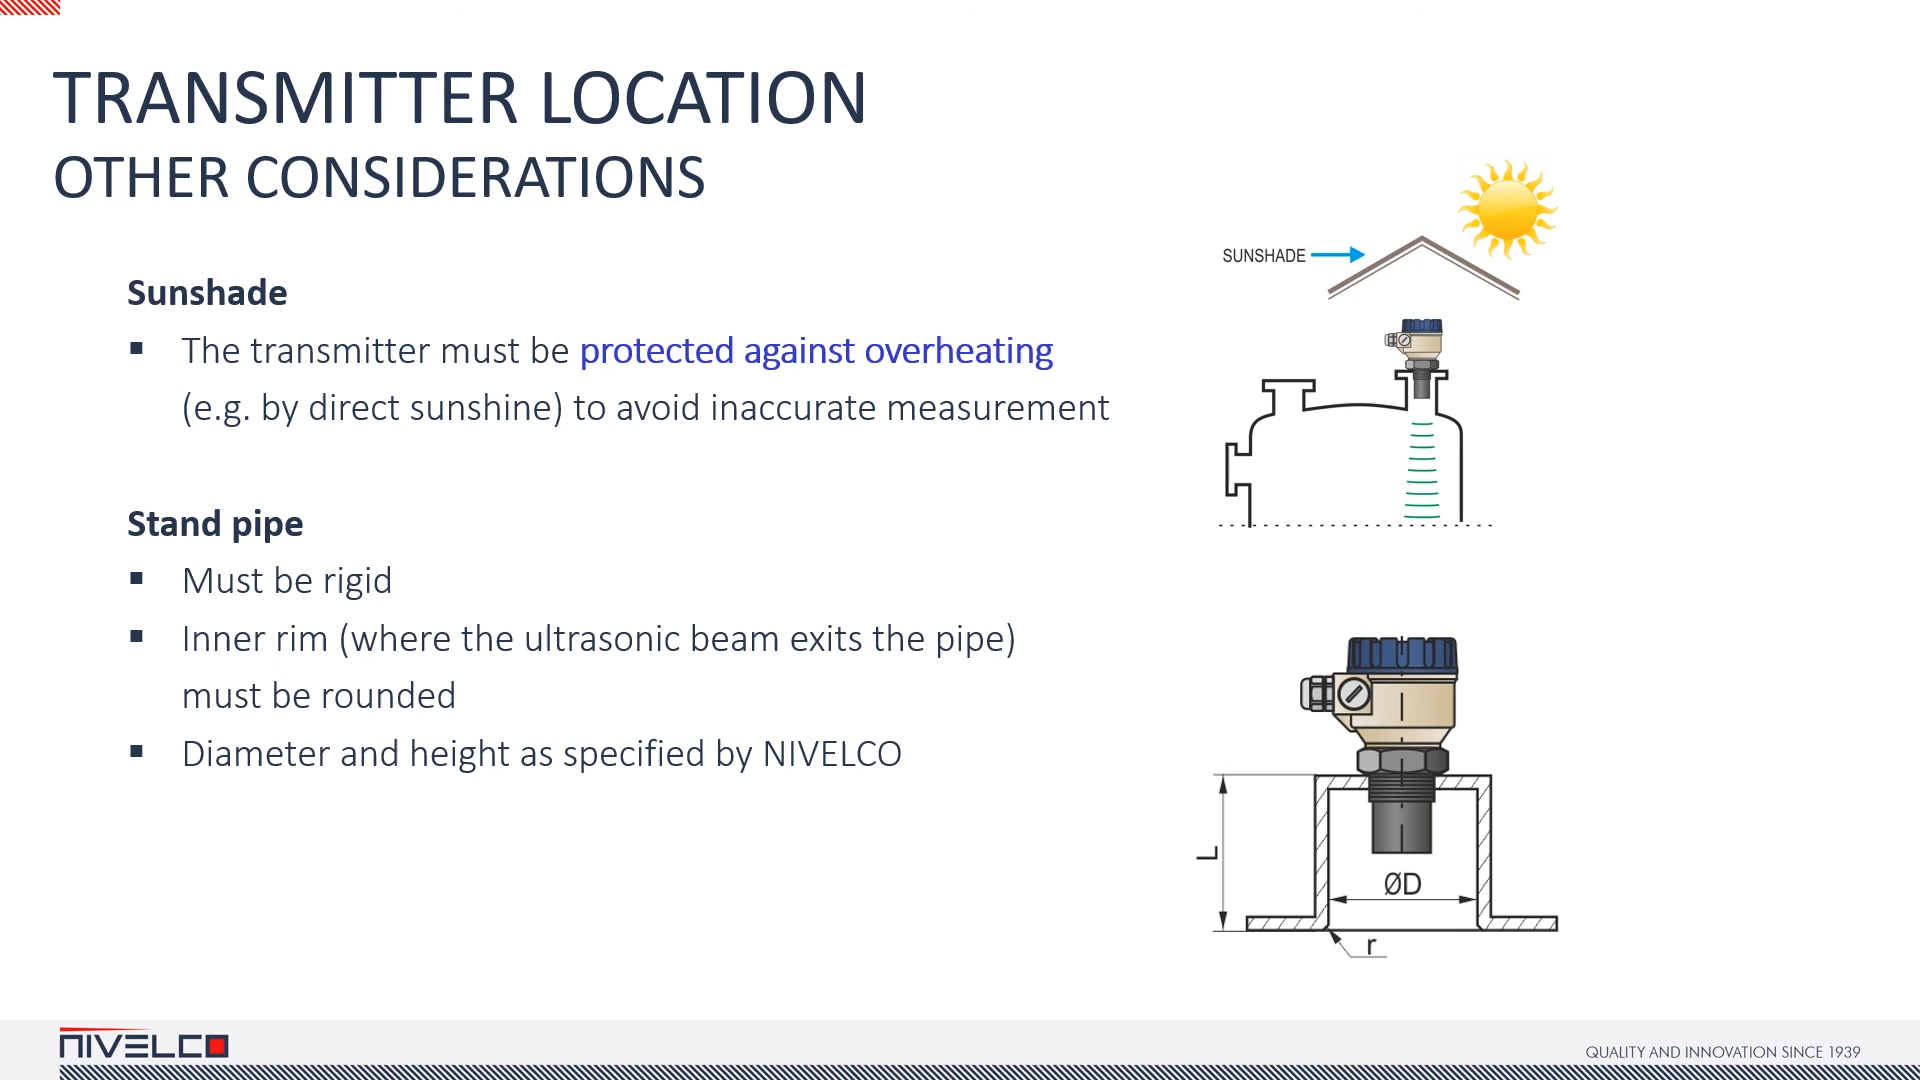 TRANSMITTER LOCATION
OTHER CONSIDERATIONS
Sunshade
▪ The transmitter must be protected against overheating
(e.g. by direct sunshine) to avoid inaccurate measurement
Stand pipe
▪ Must be rigid
▪ Inner rim (where the ultrasonic beam exits the pipe)
must be rounded
▪ Diameter and height as specified by NIVELCO
SUNSHADE
L
ØD
r
NIVELCO
QUALITY AND INNOVATION SINCE 1939